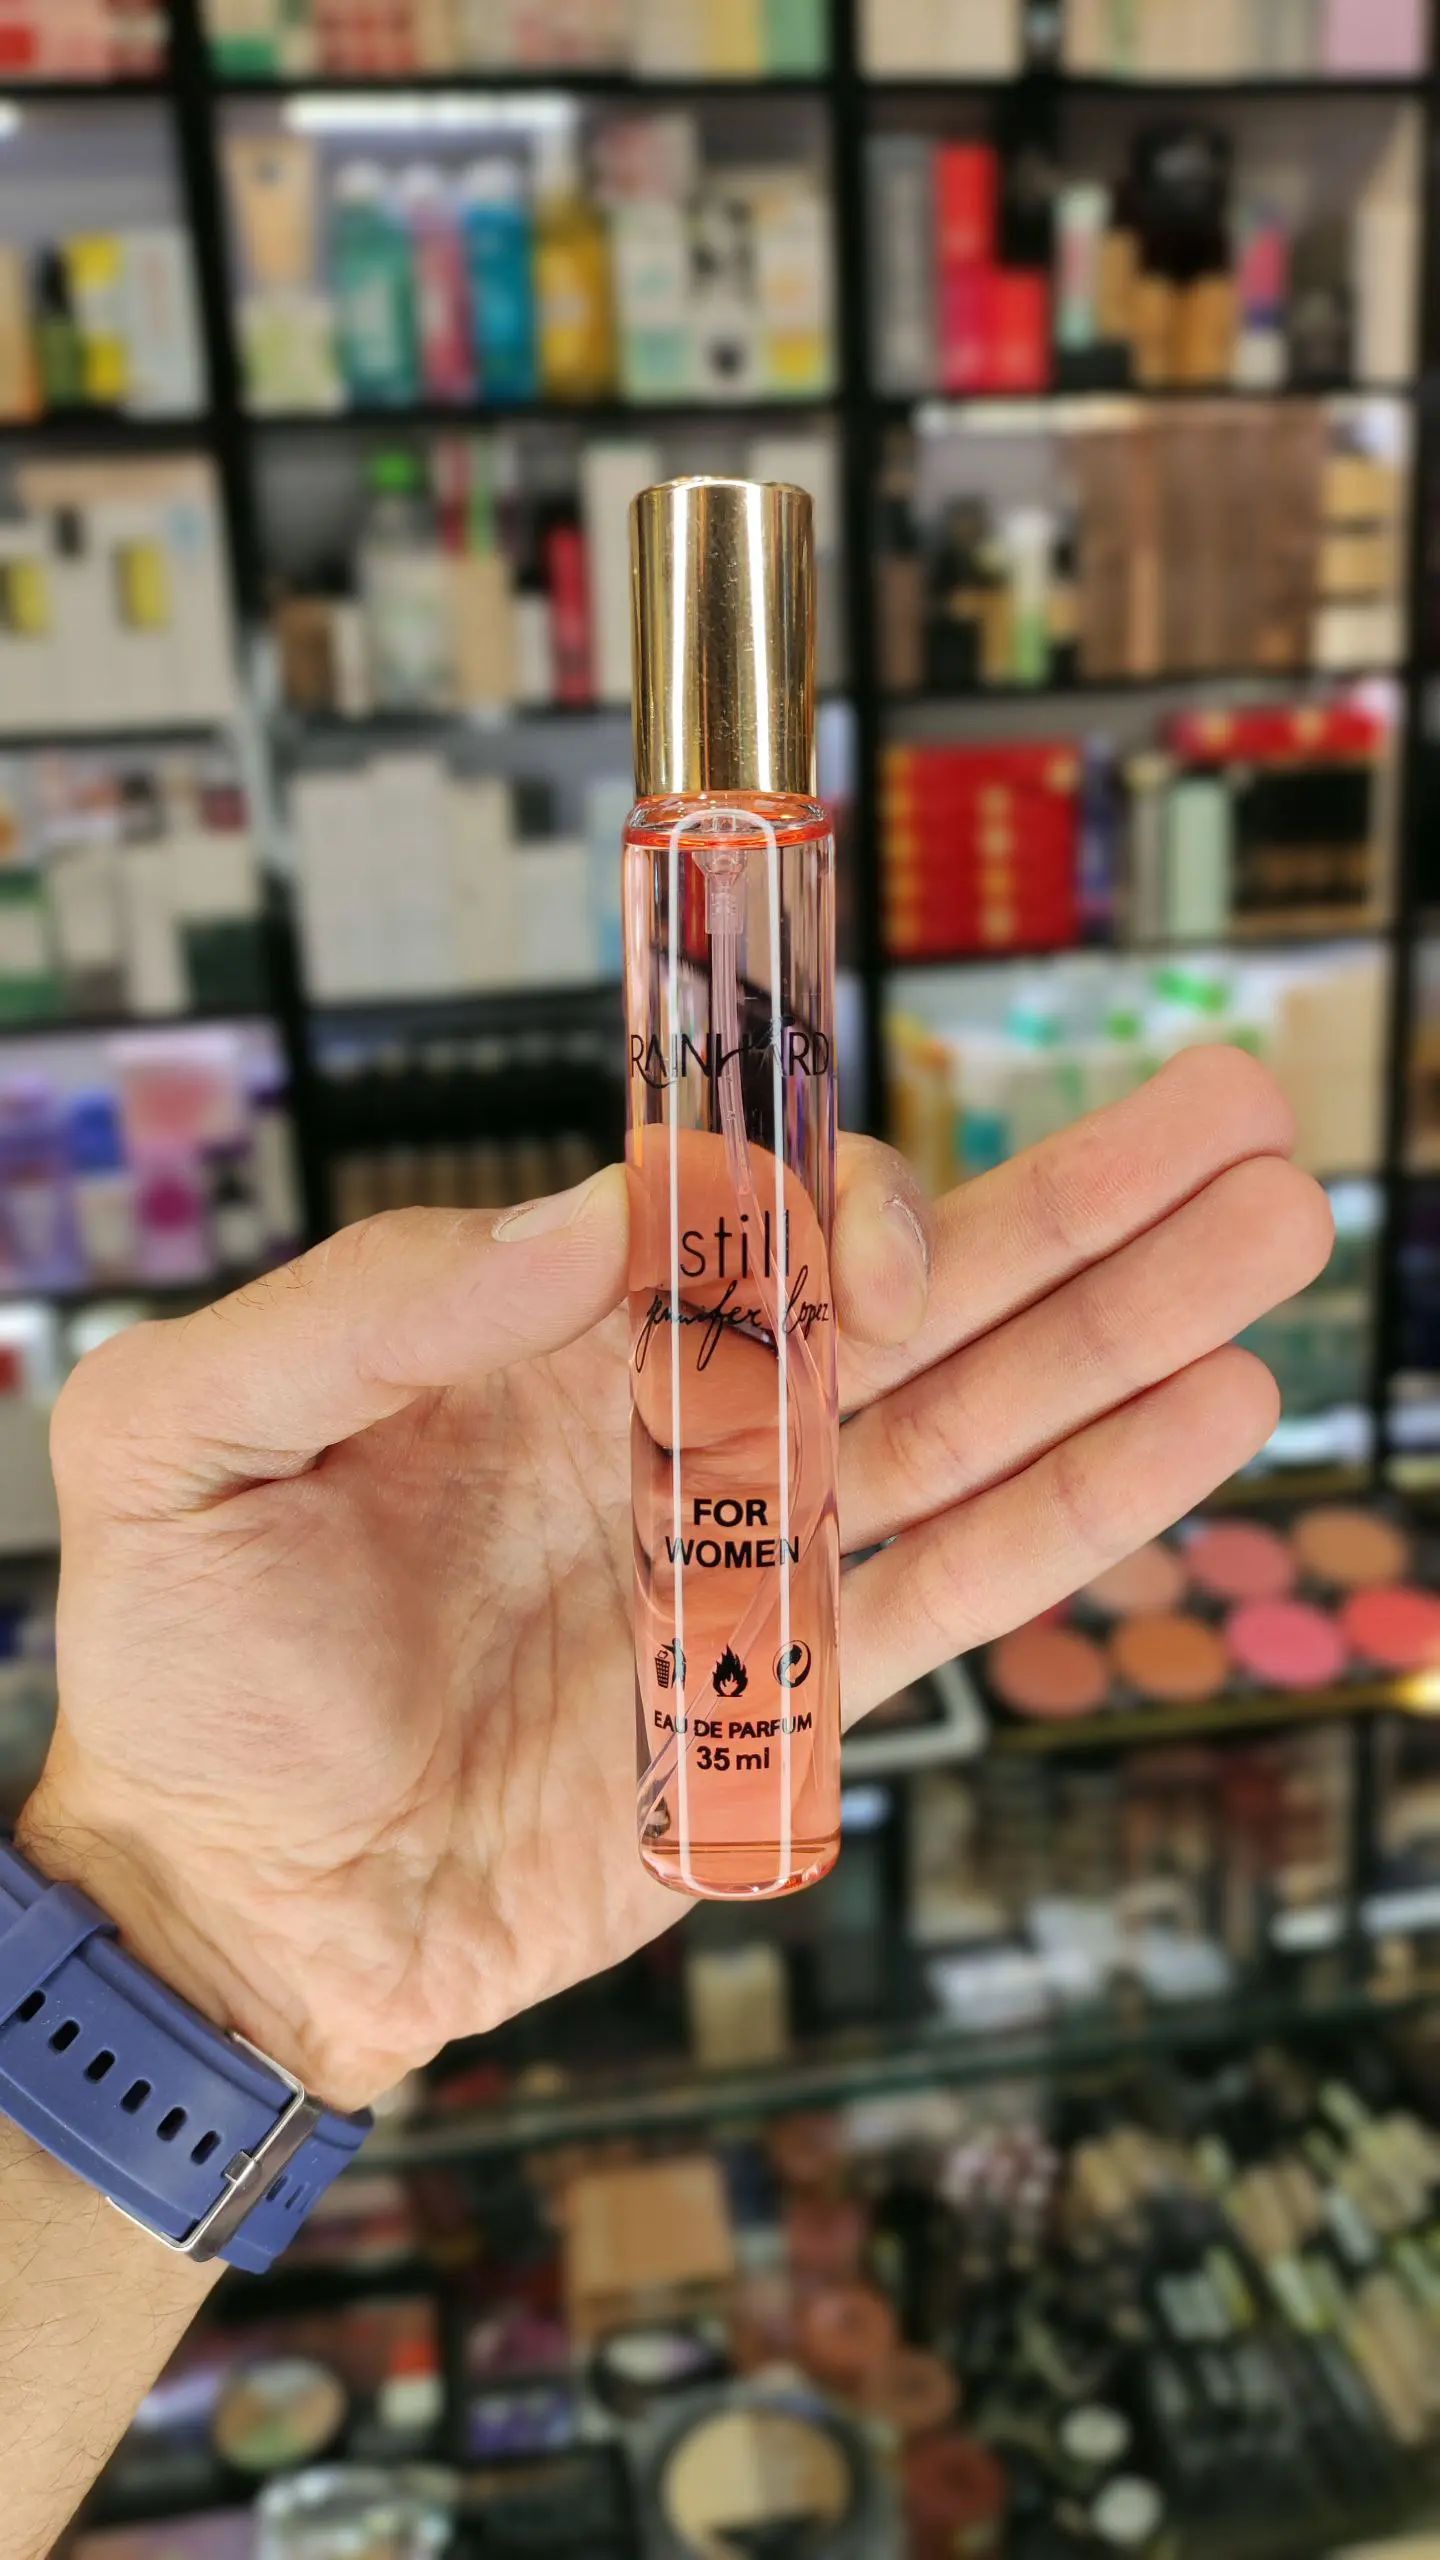 RAINHARD
still
jennifer lopez
FOR
WOMEN
EAU DE PARFUM
35 ml